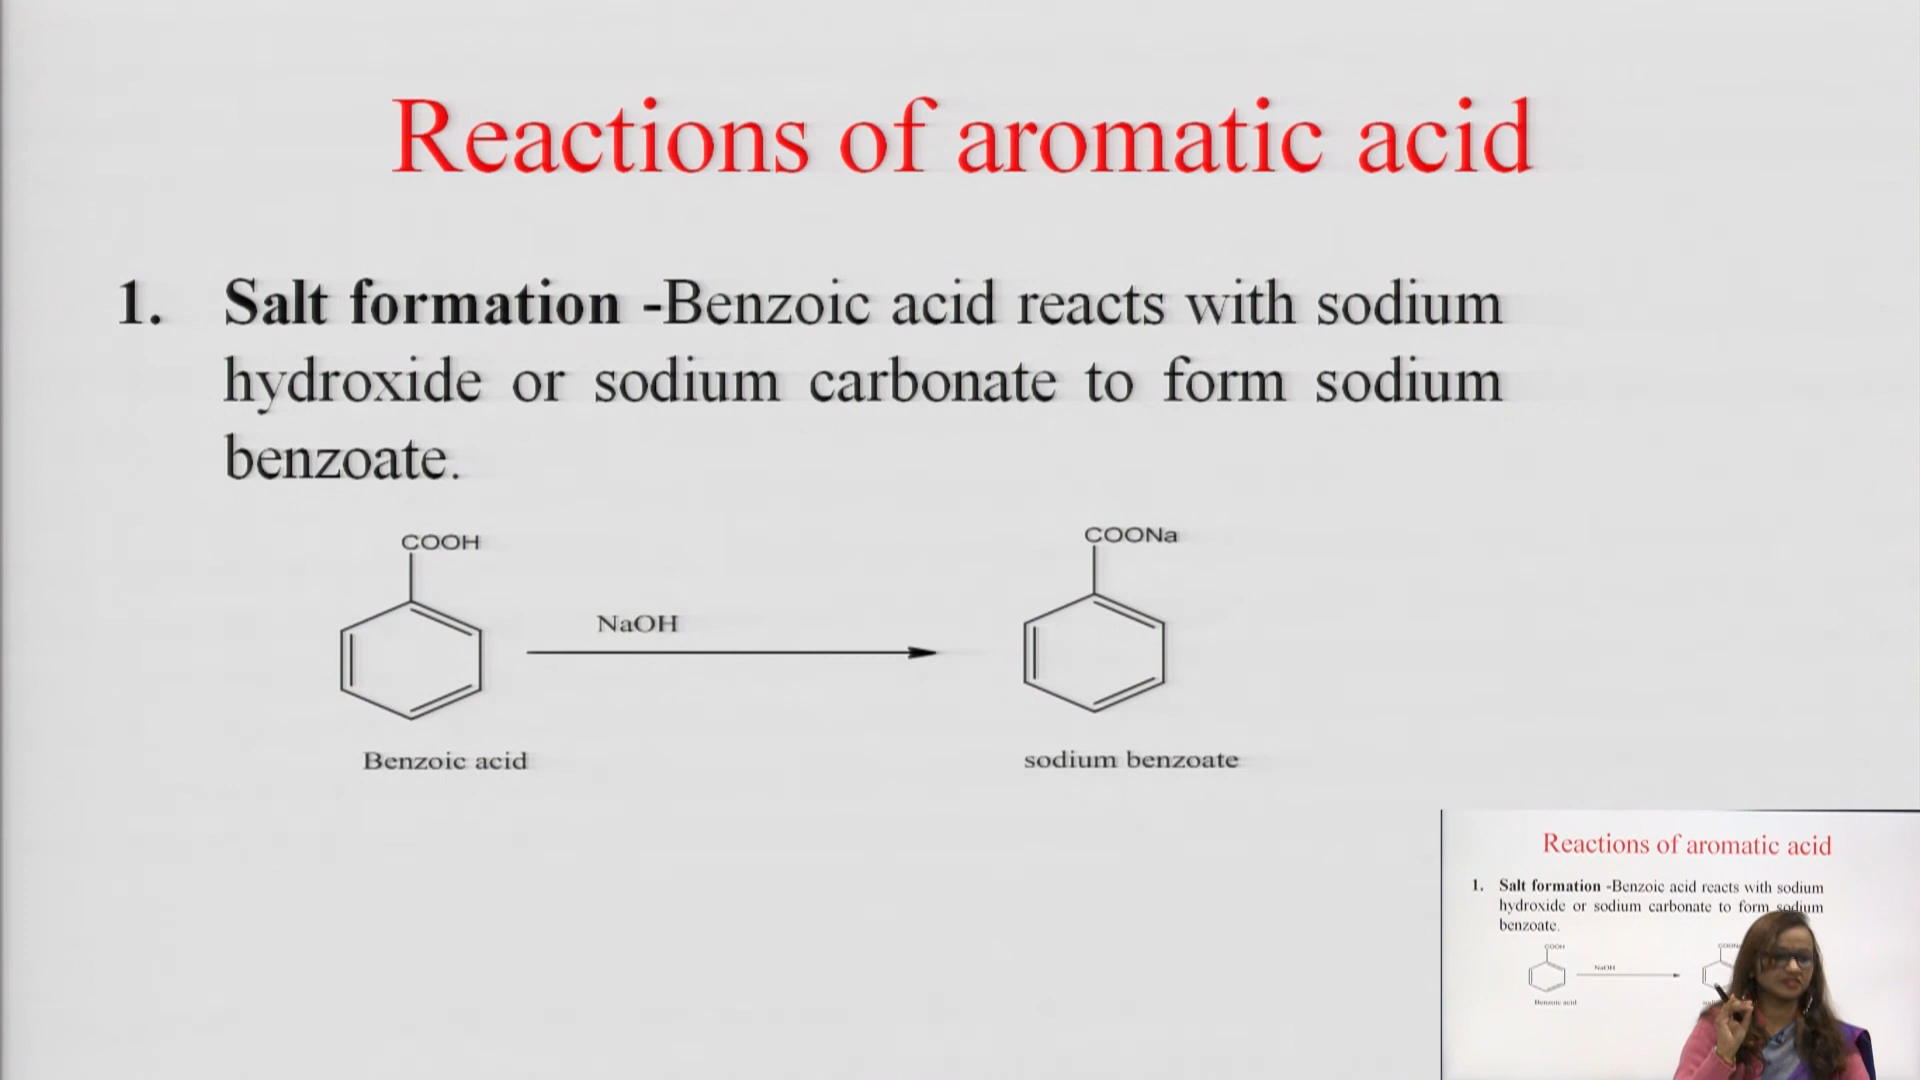 Reactions of aromatic acid
1. Salt formation -Benzoic acid reacts with sodium
hydroxide or sodium carbonate to form sodium
benzoate.
COOH
NaOH
COONa
Benzoic acid
sodium benzoate
Reactions of aromatic acid
1. Salt formation -Benzoic acid reacts with sodium
hydroxide or sodium carbonate to form sodium
benzoate.
COOH
NaOH
Benzoic acid